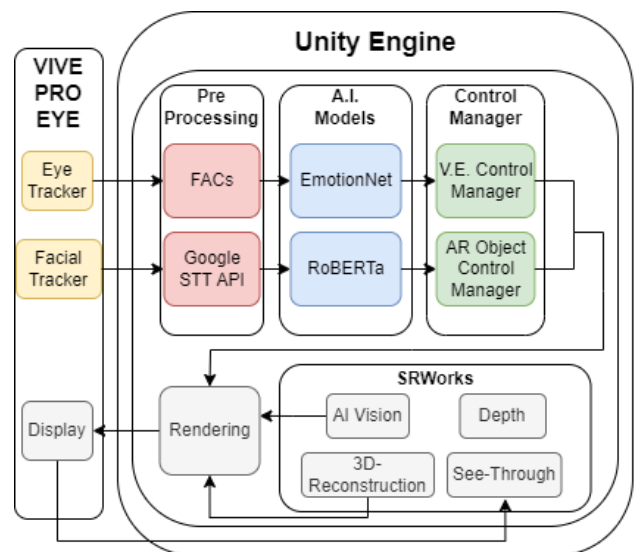 Unity Engine
VIVE
PRO
EYE
Pre
Processing
A.I.
Models
Control
Manager
Eye
Tracker
FACs
EmotionNet
V.E. Control
Manager
Facial
Tracker
Google
STT API
RoBERTa
AR Object
Control
Manager
SRWorks
Display
Rendering
AI Vision
Depth
3D-
Reconstruction
See-Through